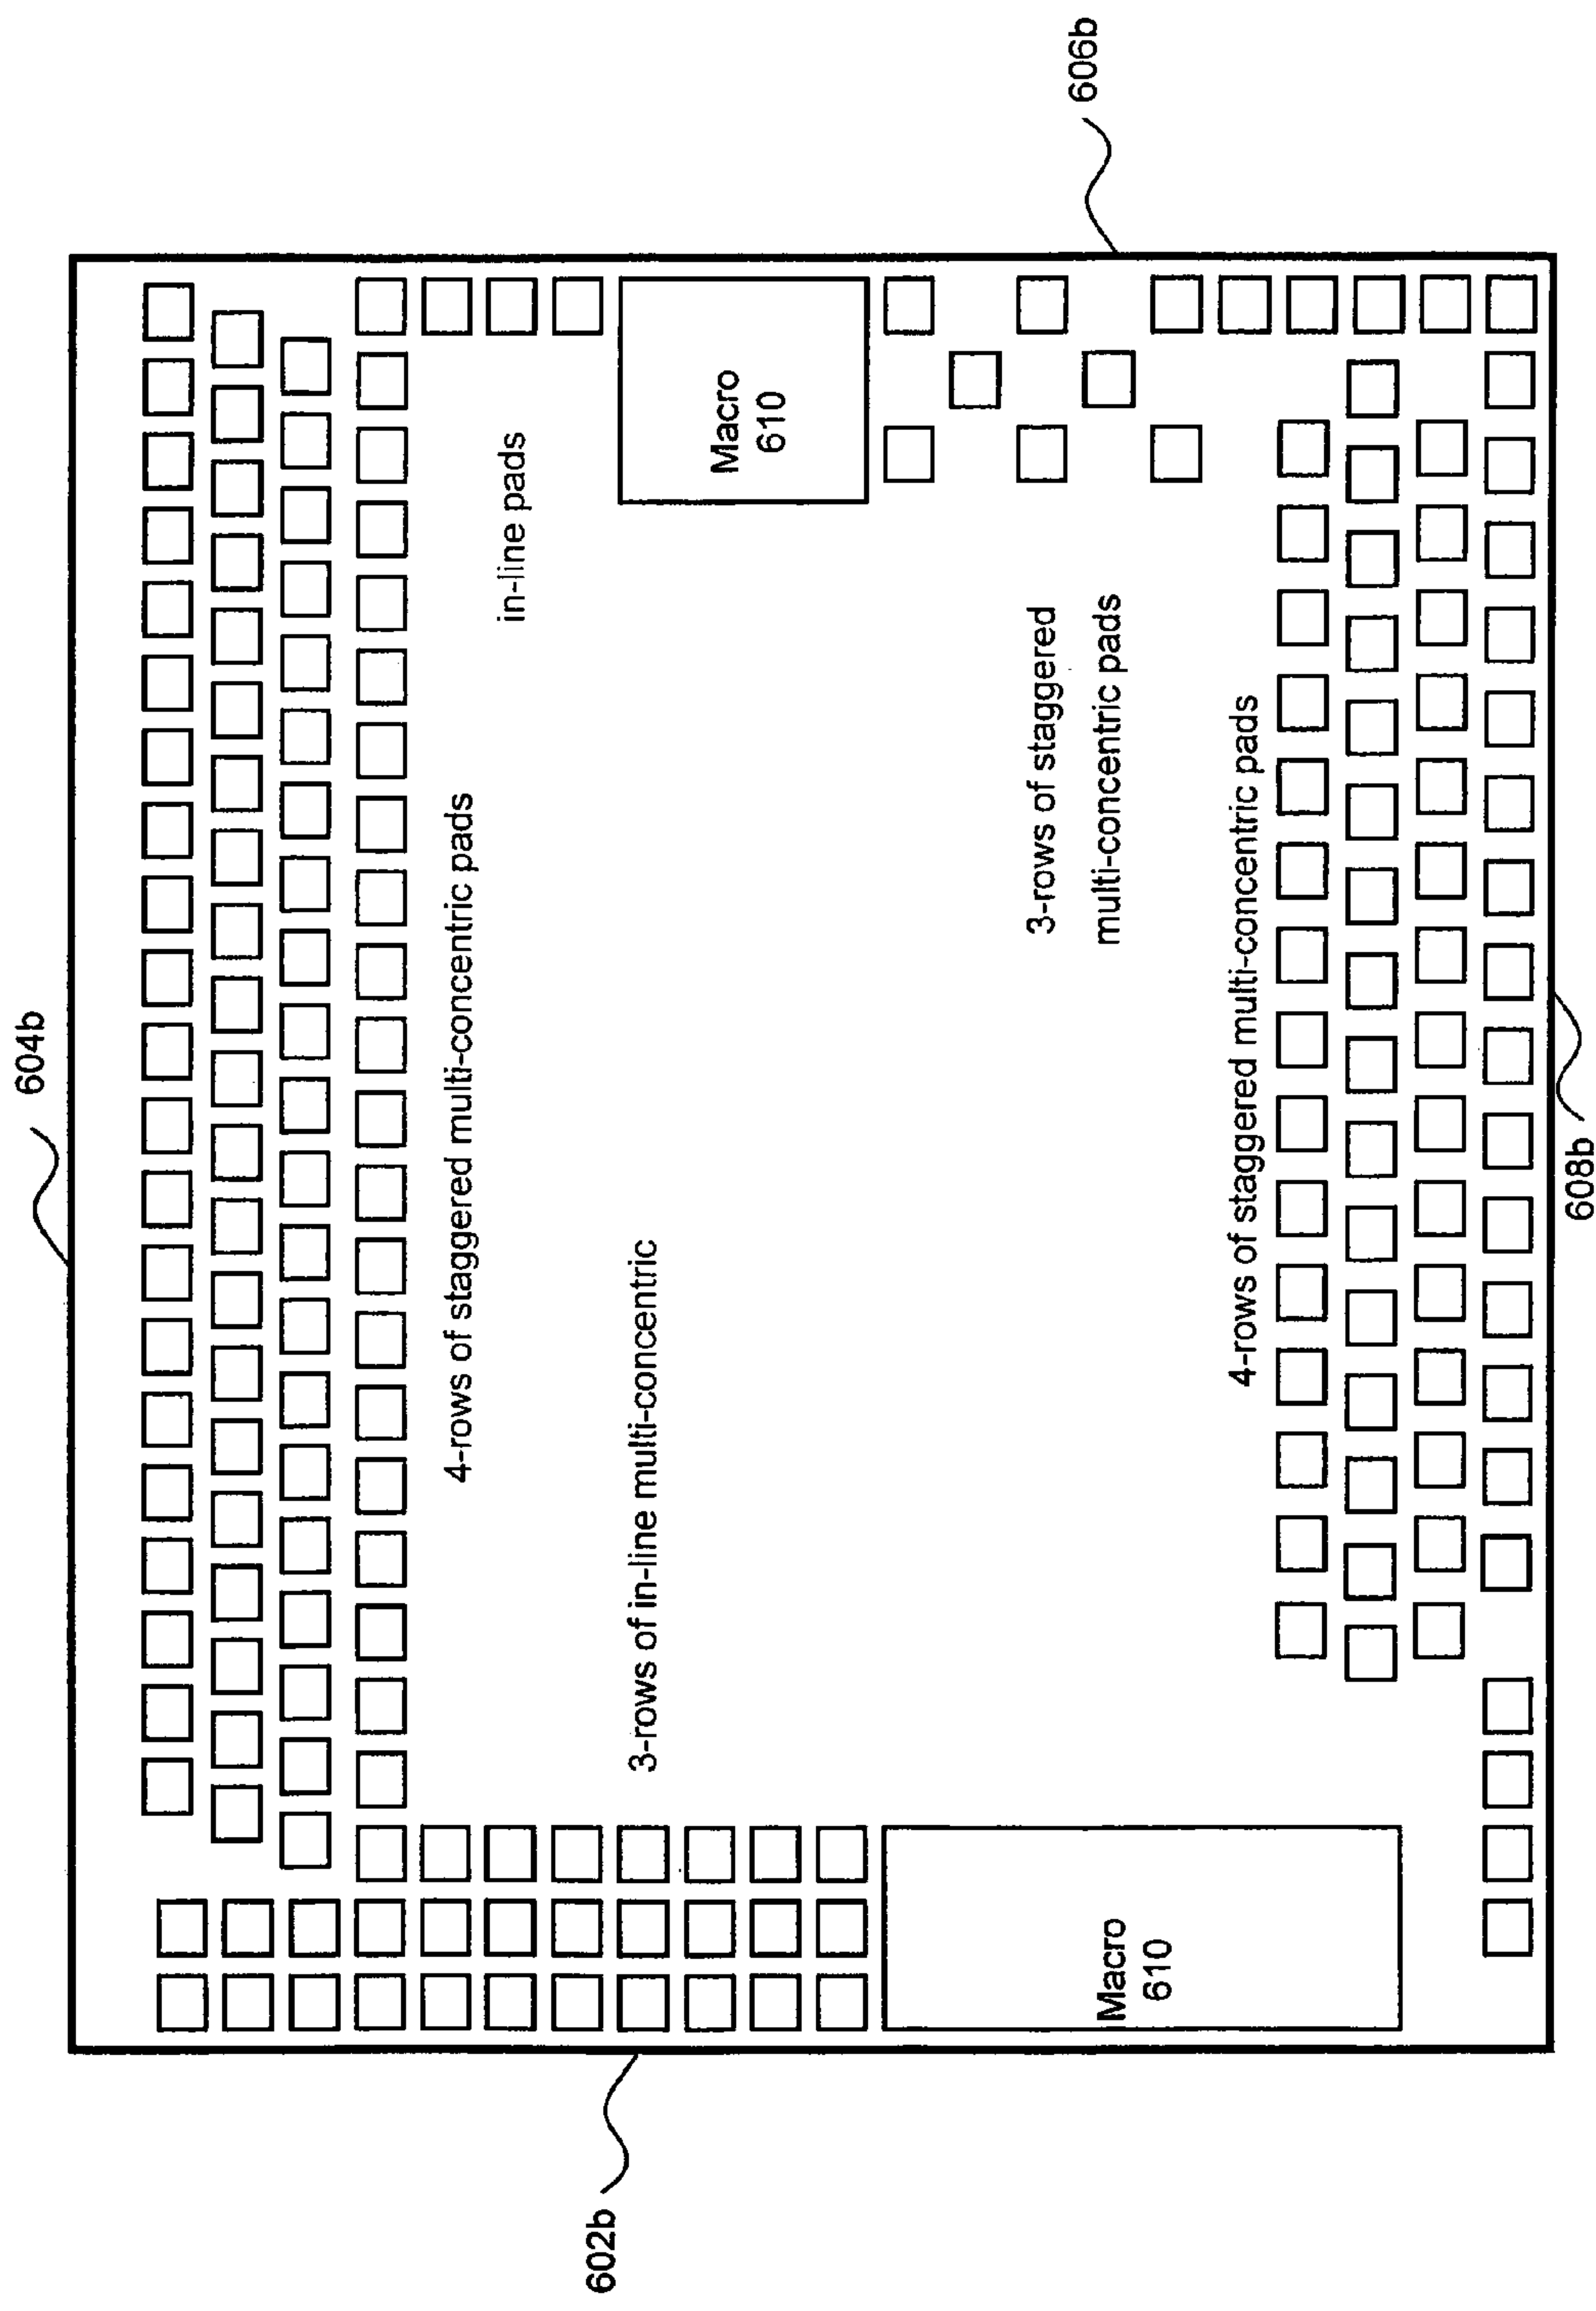 604b
606b
in-line pads
Macro
610
4-rows of staggered multi-concentric pads
3-rows of in-line multi-concentric
3-rows of staggered
multi-concentric pads
4-rows of staggered multi-concentric pads
Macro
610
602b
608b